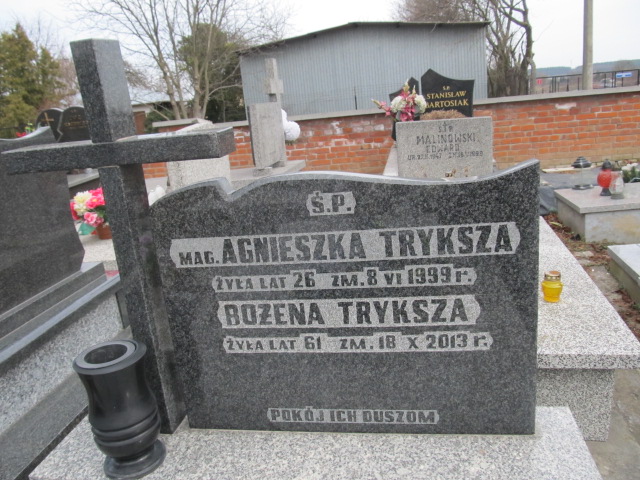 Ś.P.
MAG. AGNIESZKA TRYKSZA
ŻYŁA LAT 26 ZM. 8 VI 1999 r.
BOŻENA TRYKSZA
ŻYŁA LAT 61 ZM. 18 X 2013 r.
POKÓJ ICH DUSZOM
Ś.P.
STANISŁAW
BARTOSIAK
MALINOWSKI
EDWARD